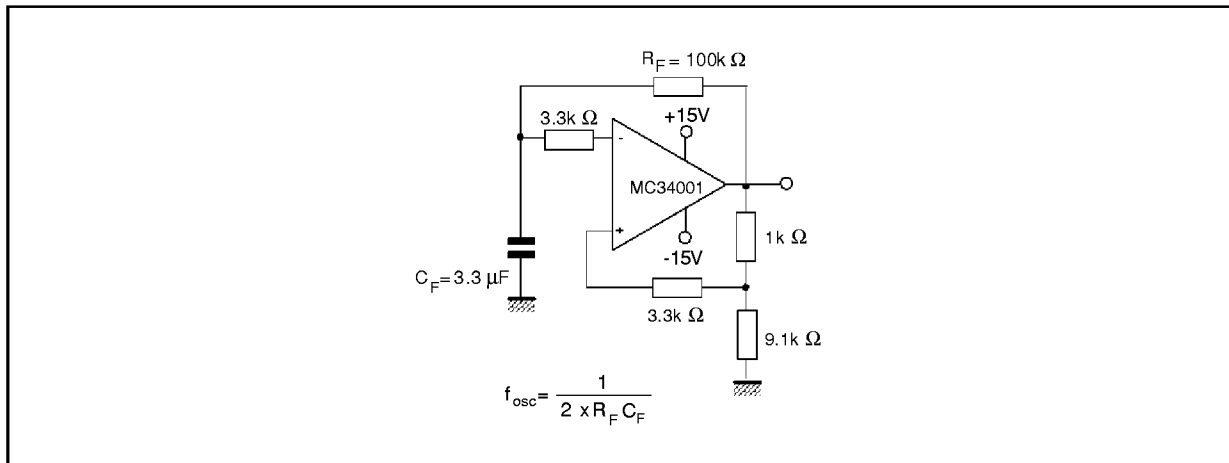 R_F = 100k Ω
3.3k Ω
+15V
-
MC34001
+
-15V
1k Ω
C_F = 3.3 µF
3.3k Ω
9.1k Ω
f_osc = 1 / 2 x R_F C_F